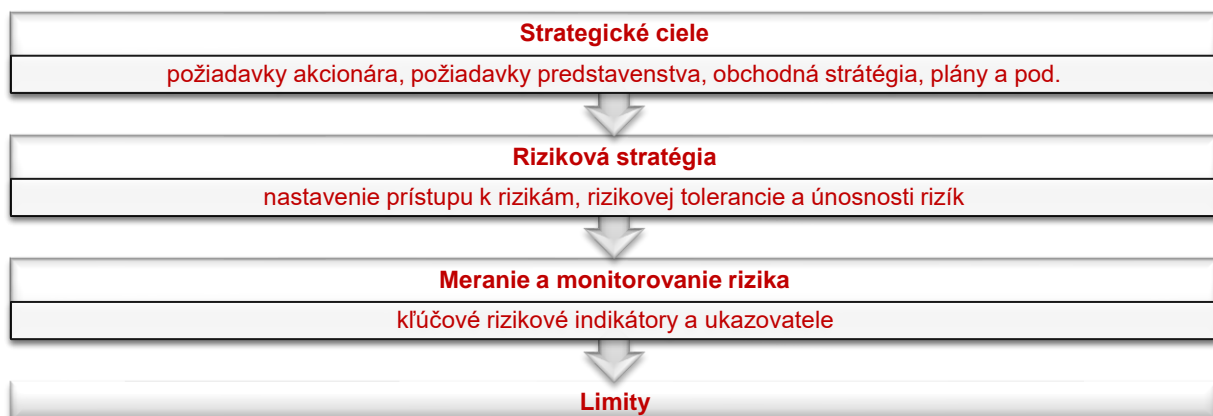 Strategické ciele
požiadavky akcionára, požiadavky predstavenstva, obchodná strátégia, plány a pod.
Riziková stratégia
nastavenie prístupu k rizikám, rizikovej tolerancie a únosnosti rizík
Meranie a monitorovanie rizika
kľúčové rizikové indikátory a ukazovatele
Limity